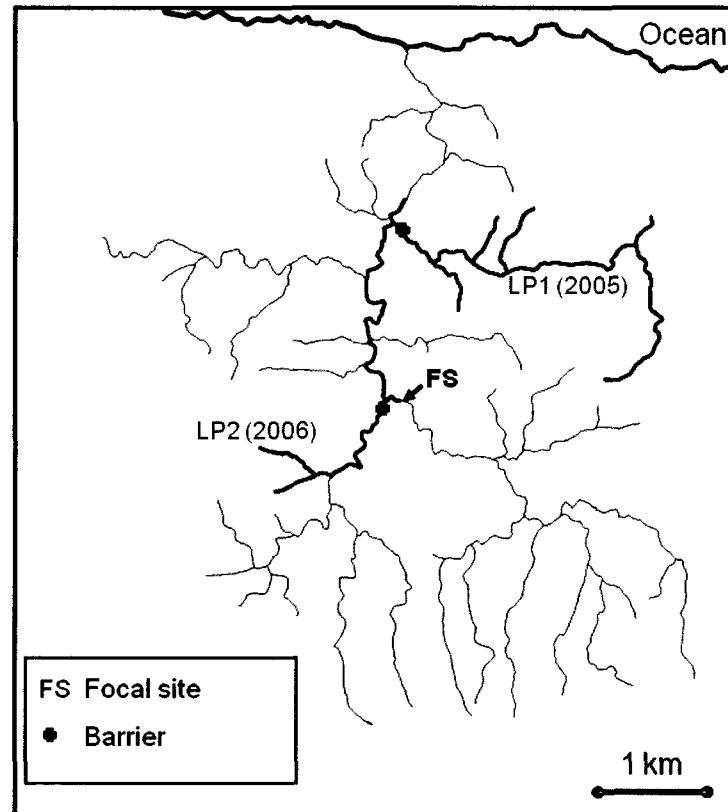 Ocean
LP1 (2005)
FS
LP2 (2006)
FS Focal site
Barrier
1 km